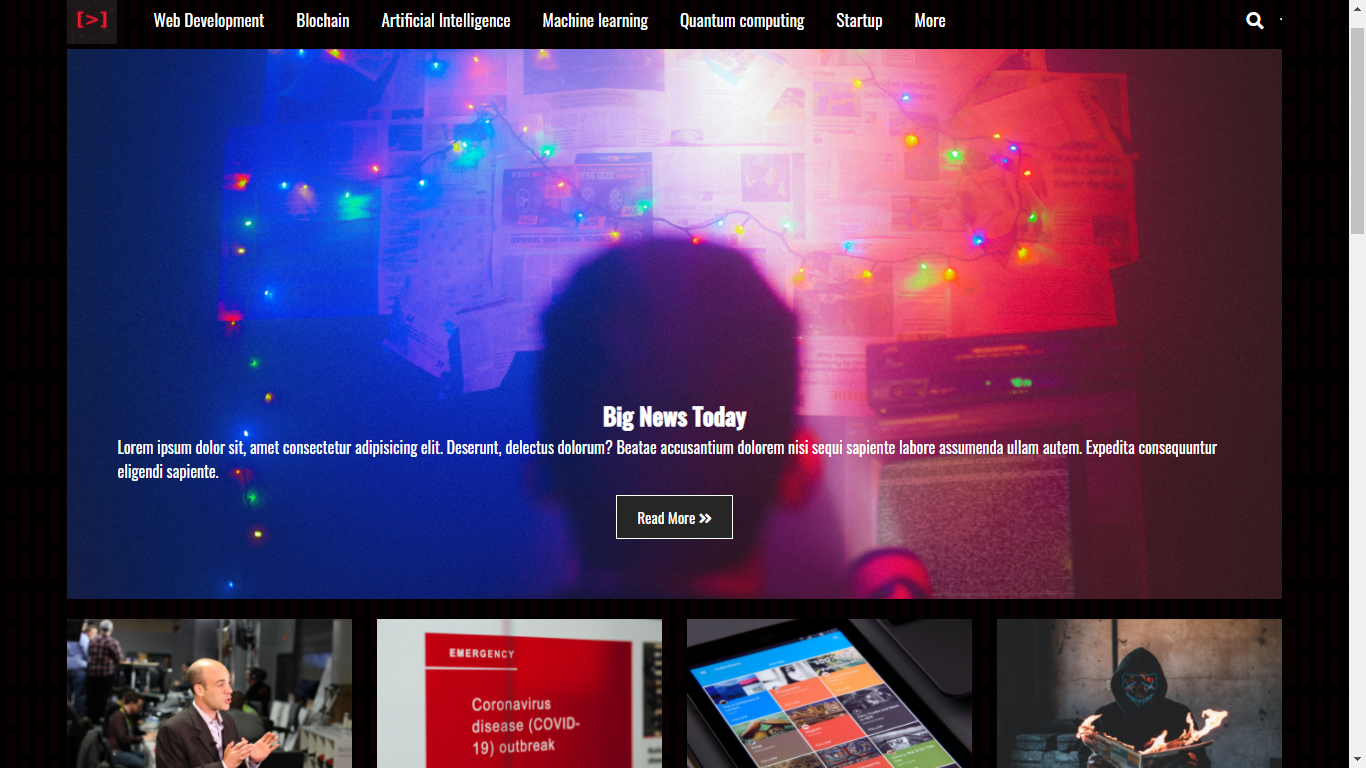 [>] Web Development Blochain Artificial Intelligence Machine learning Quantum computing Startup More
Big News Today
Lorem ipsum dolor sit, amet consectetur adipisicing elit. Deserunt, delectus dolorum? Beatae accusantium dolorem nisi sequi sapiente labore assumenda ullam autem. Expedita consequuntur
eligendi sapiente.
Read More
EMERGENCY
Coronavirus
disease (COVID-
19) outbreak